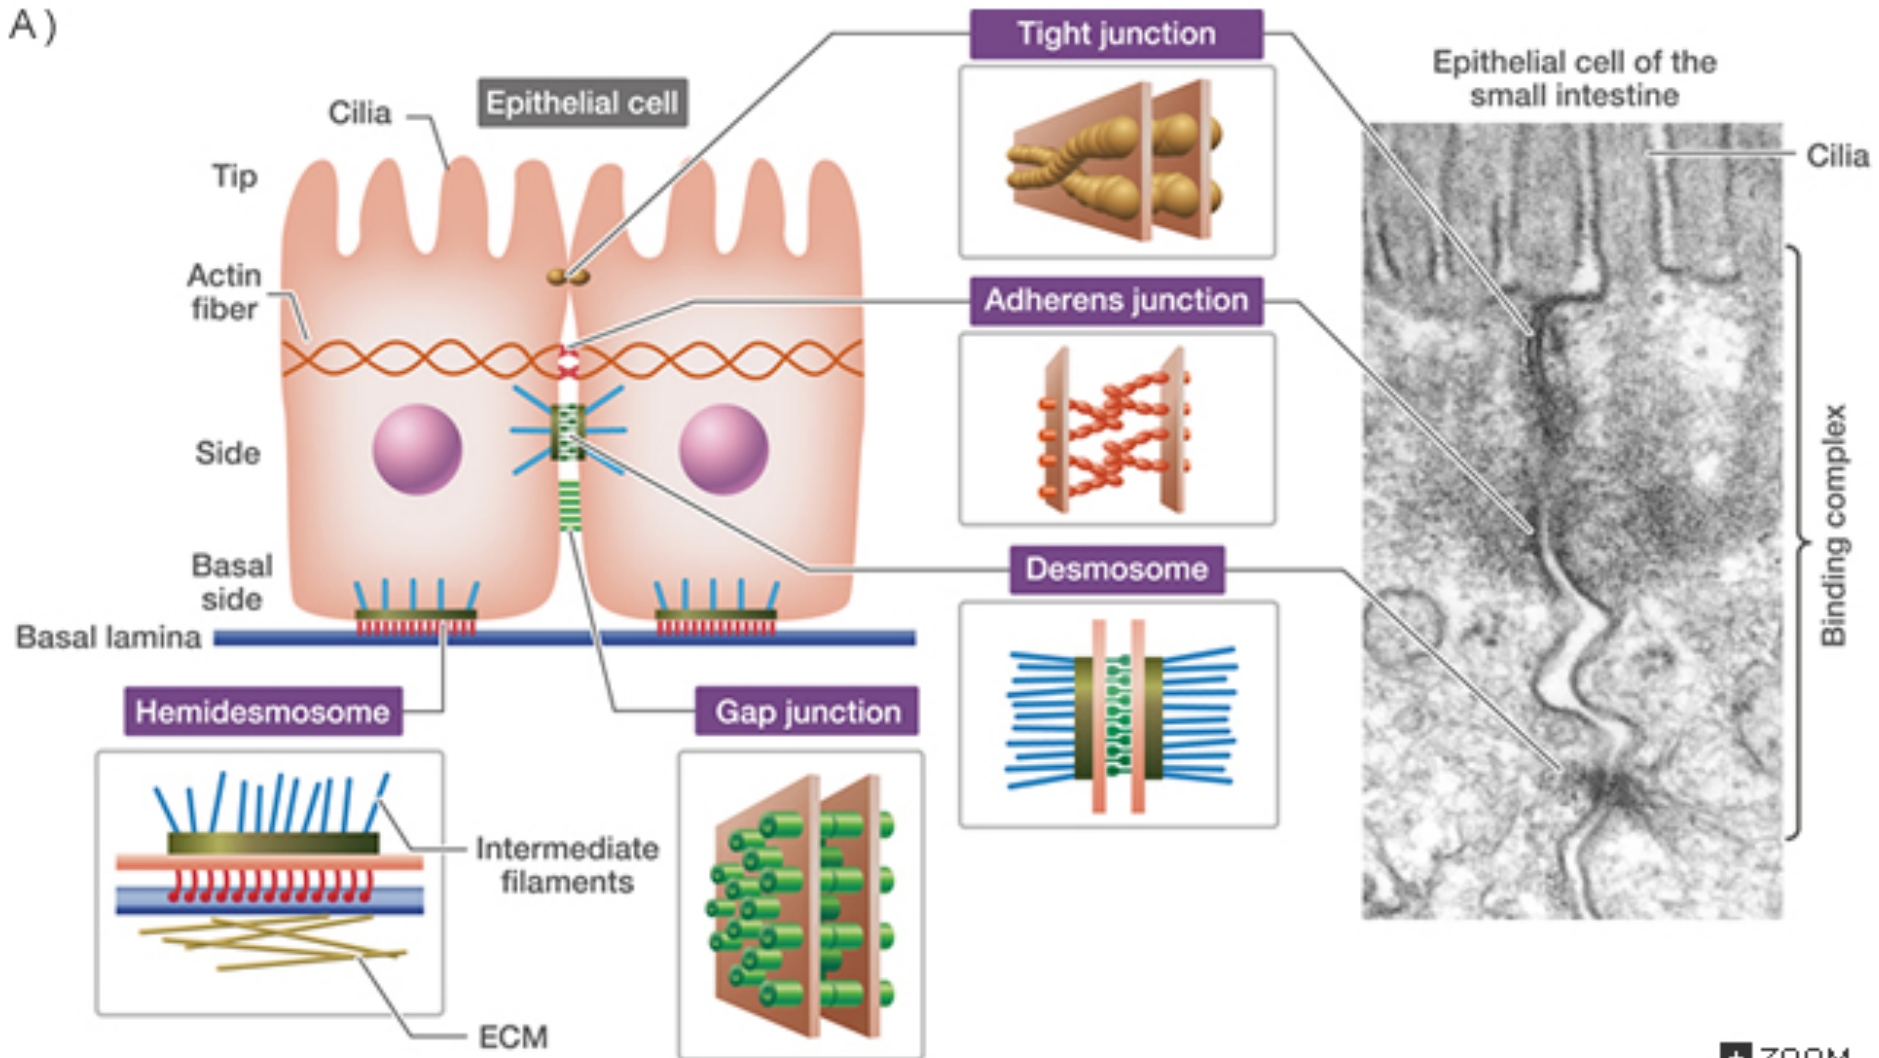 A)
Tight junction
Epithelial cell of the
small intestine
Cilia
Epithelial cell
Cilia
Tip
Actin
fiber
Adherens junction
Side
Binding complex
Desmosome
Basal
side
Basal lamina
Hemidesmosome
Gap junction
Intermediate
filaments
ECM
+ ZOOM